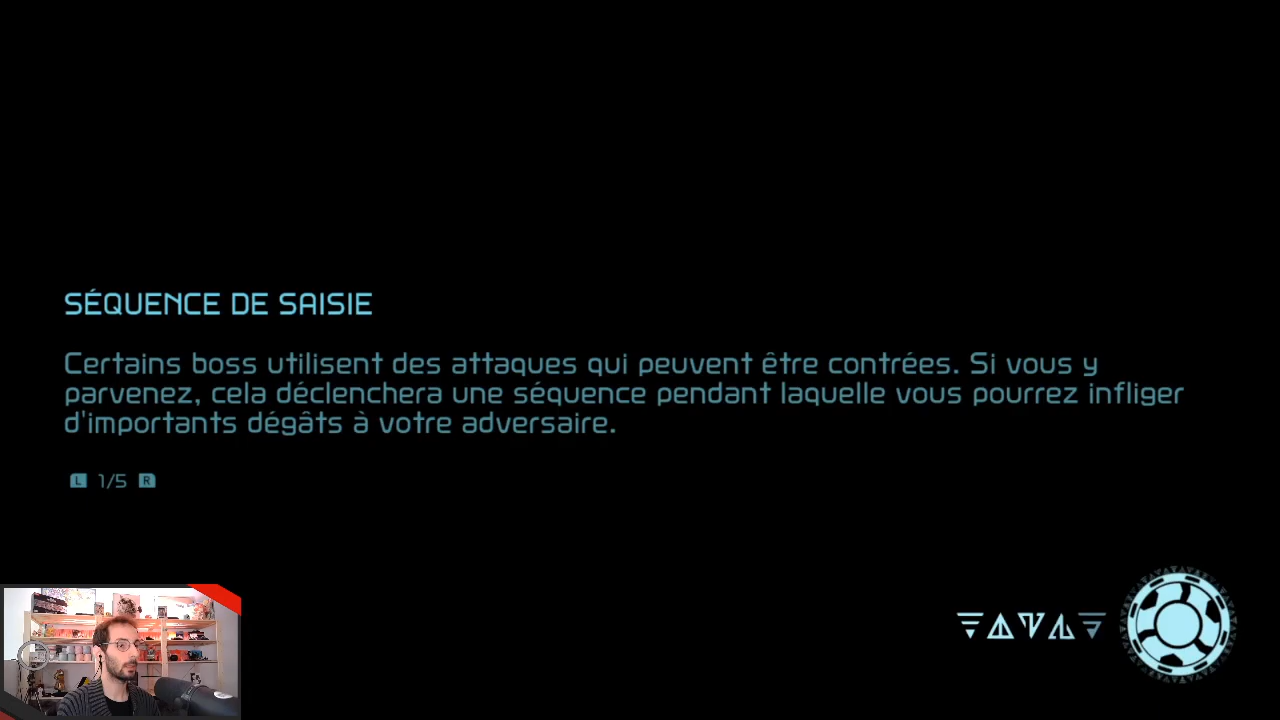 SÉQUENCE DE SAISIE
Certains boss utilisent des attaques qui peuvent être contrées. Si vous y
parvenez, cela déclenchera une séquence pendant laquelle vous pourrez infliger
d'importants dégâts à votre adversaire.
L 1/5 R